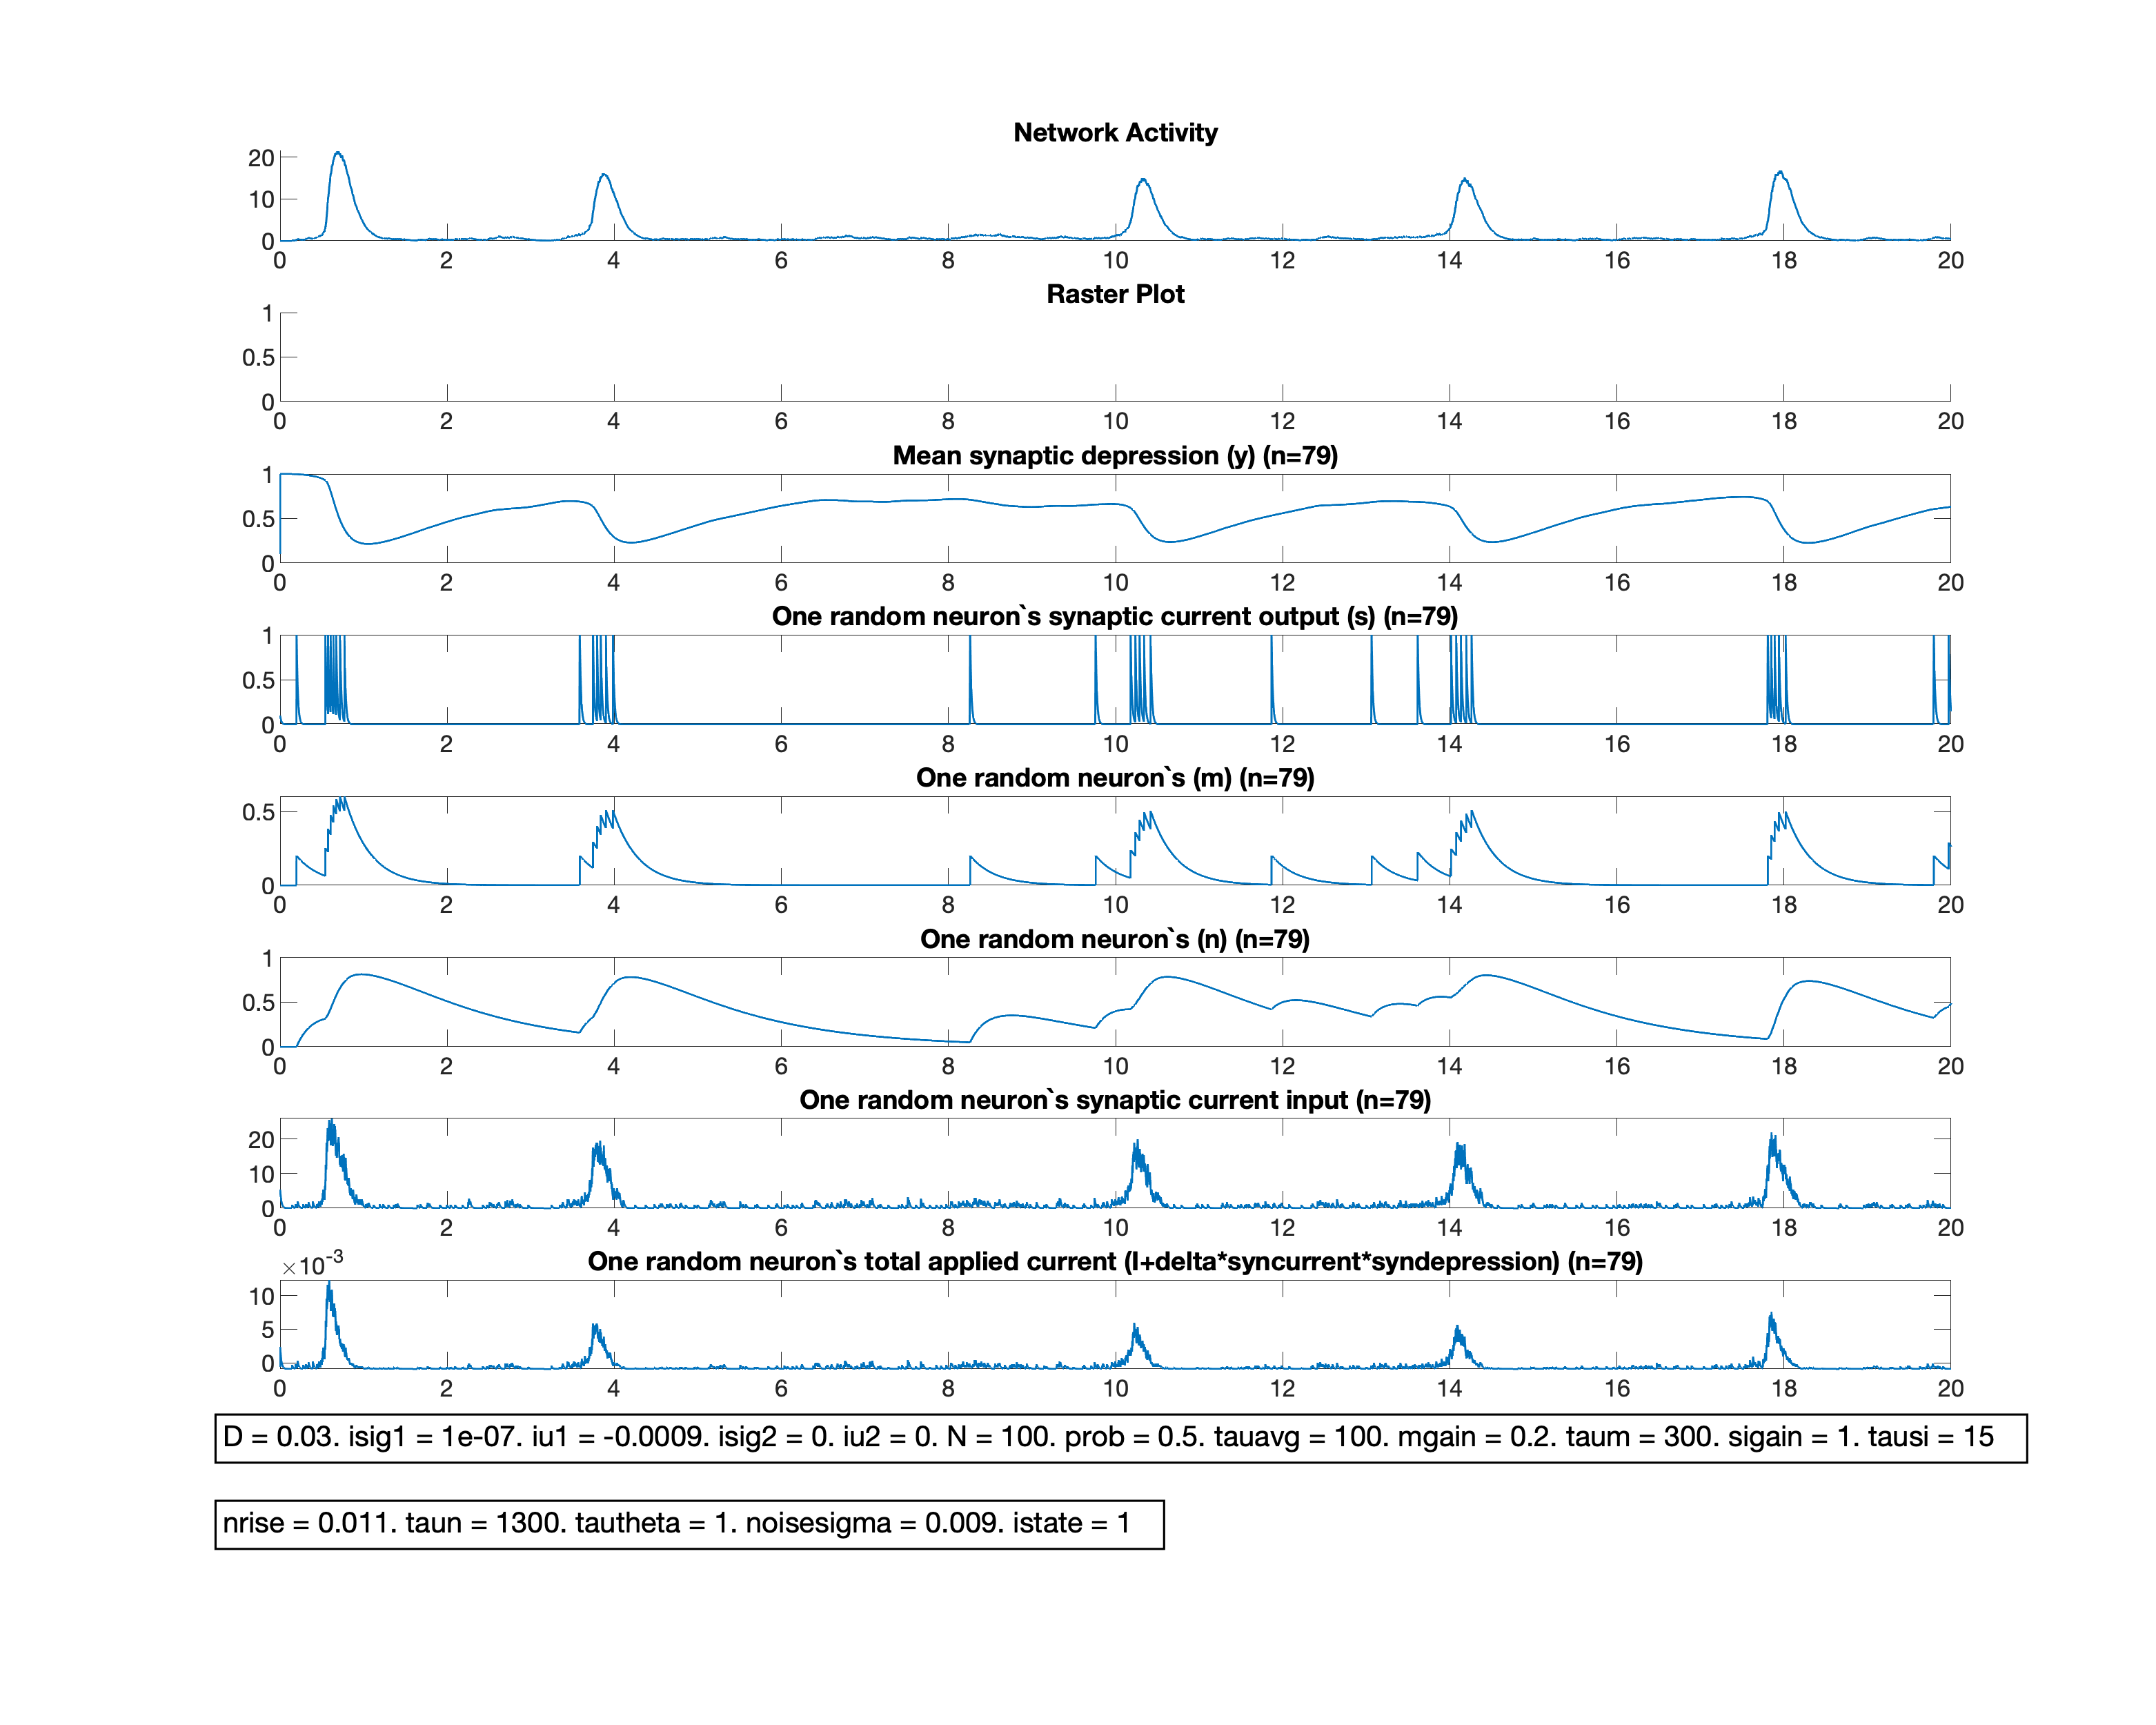 Network Activity
20
10
0
0 2 4 6 8 10 12 14 16 18 20
Raster Plot
1
0.5
0
0 2 4 6 8 10 12 14 16 18 20
Mean synaptic depression (y) (n=79)
1
0.5
0
0 2 4 6 8 10 12 14 16 18 20
One random neuron`s synaptic current output (s) (n=79)
1
0.5
0
0 2 4 6 8 10 12 14 16 18 20
One random neuron`s (m) (n=79)
0.5
0
0 2 4 6 8 10 12 14 16 18 20
One random neuron`s (n) (n=79)
1
0.5
0
0 2 4 6 8 10 12 14 16 18 20
One random neuron`s synaptic current input (n=79)
20
10
0
0 2 4 6 8 10 12 14 16 18 20
×10-3 One random neuron`s total applied current (I+delta*syncurrent*syndepression) (n=79)
10
5
0
0 2 4 6 8 10 12 14 16 18 20
D = 0.03. isig1 = 1e-07. iu1 = -0.0009. isig2 = 0. iu2 = 0. N = 100. prob = 0.5. tauavg = 100. mgain = 0.2. taum = 300. sigain = 1. tausi = 15
nrise = 0.011. taun = 1300. tautheta = 1. noisesigma = 0.009. istate = 1